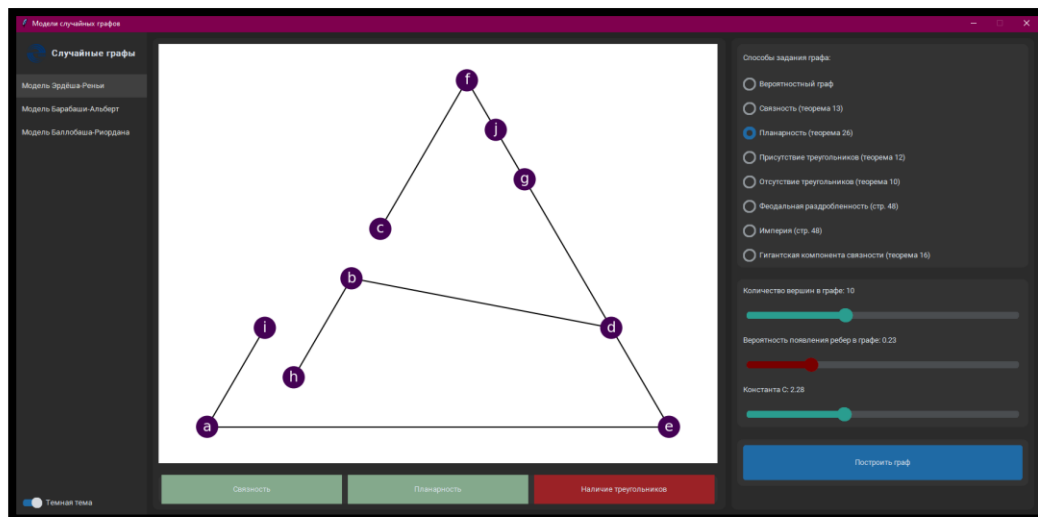 Модели случайных графов
Случайные графы
Модель Эрдёша-Реньи
Модель Барабаши-Альберт
Модель Баллобаша-Риордана
Темная тема
f
j
g
c
b
i
d
h
a
e
Связность
Планарность
Наличие треугольников
Способы задания графа:
Вероятностный граф
Связность (теорема 13)
Планарность (теорема 26)
Присутствие треугольников (теорема 12)
Отсутствие треугольников (теорема 10)
Феодальная раздробленность (стр. 48)
Империя (стр. 48)
Гигантская компонента связности (теорема 16)
Количество вершин в графе: 10
Вероятность появления ребер в графе: 0.23
Константа C: 2.28
Построить граф